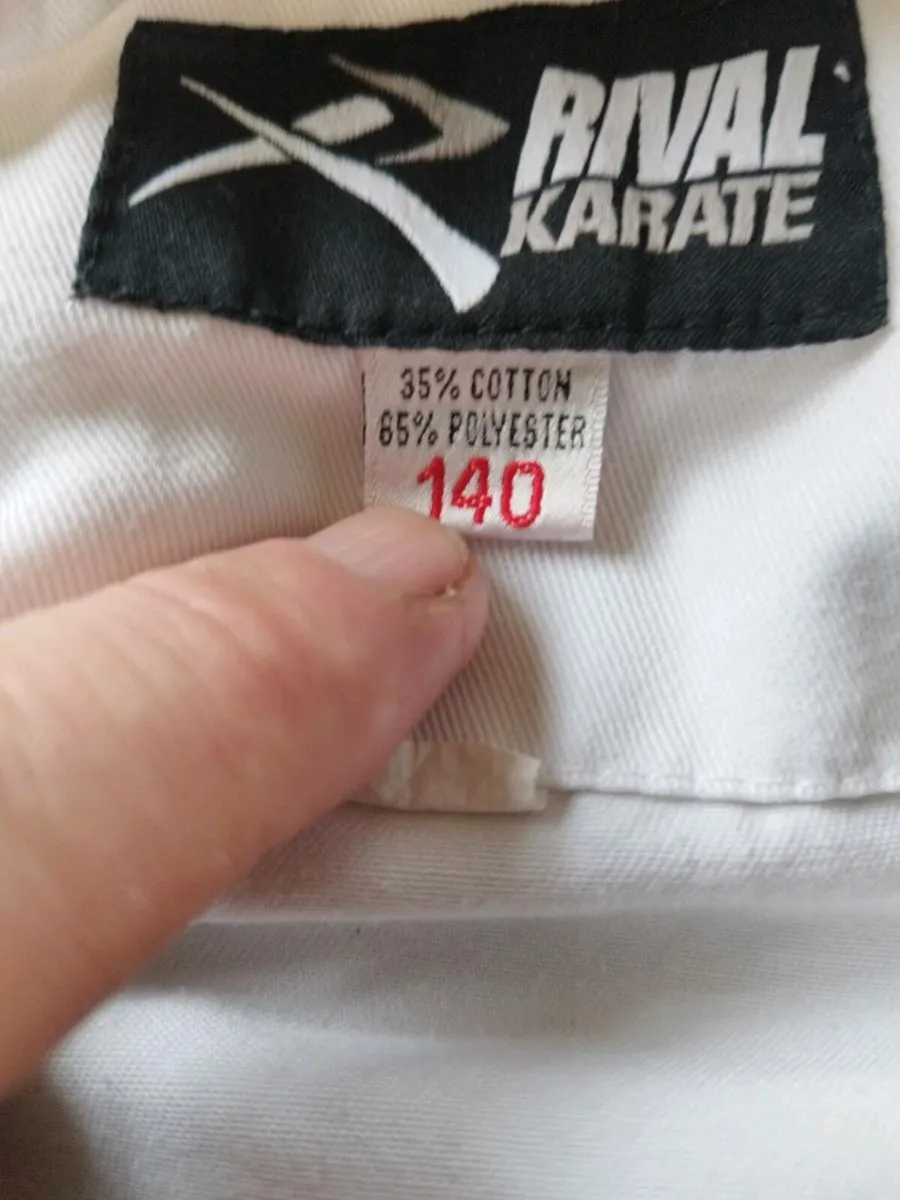 RIVAL
KARATE
35% COTTON
65% POLYESTER
140